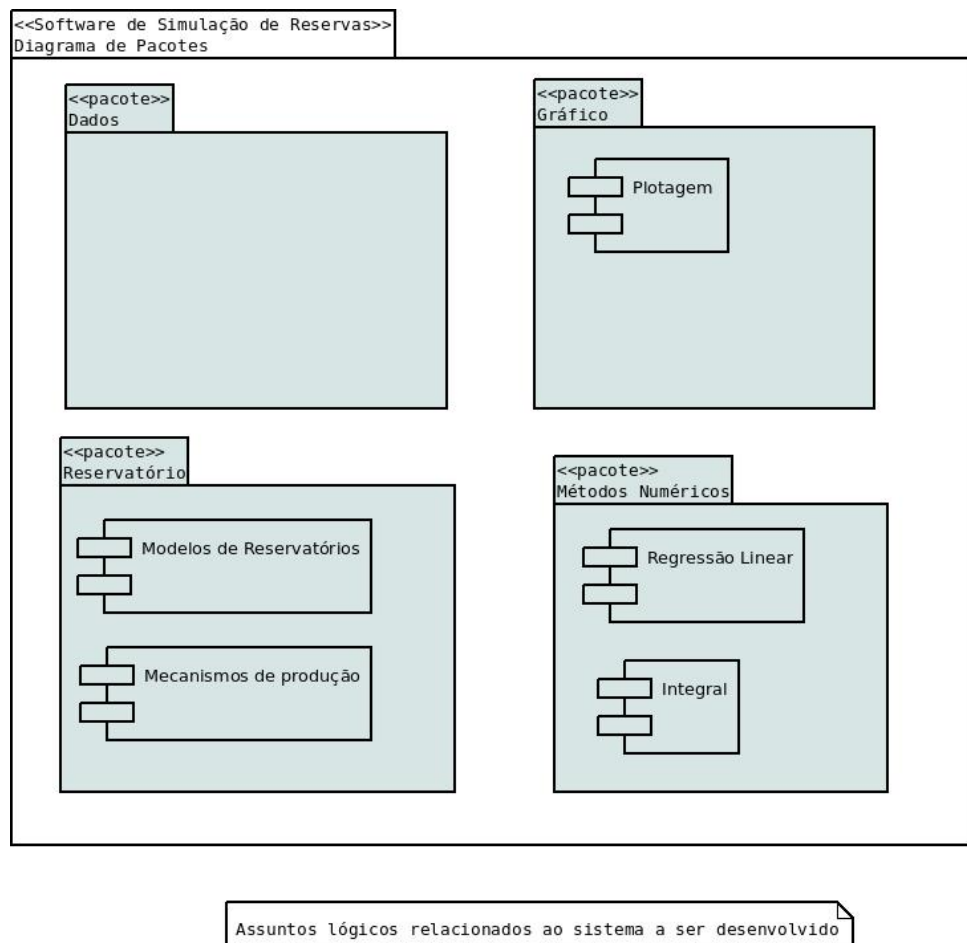 <<Software de Simulação de Reservas>>
Diagrama de Pacotes
<<pacote>>
Dados
<<pacote>>
Gráfico
Plotagem
<<pacote>>
Reservatório
Modelos de Reservatórios
Mecanismos de produção
<<pacote>>
Métodos Numéricos
Regressão Linear
Integral
Assuntos lógicos relacionados ao sistema a ser desenvolvido